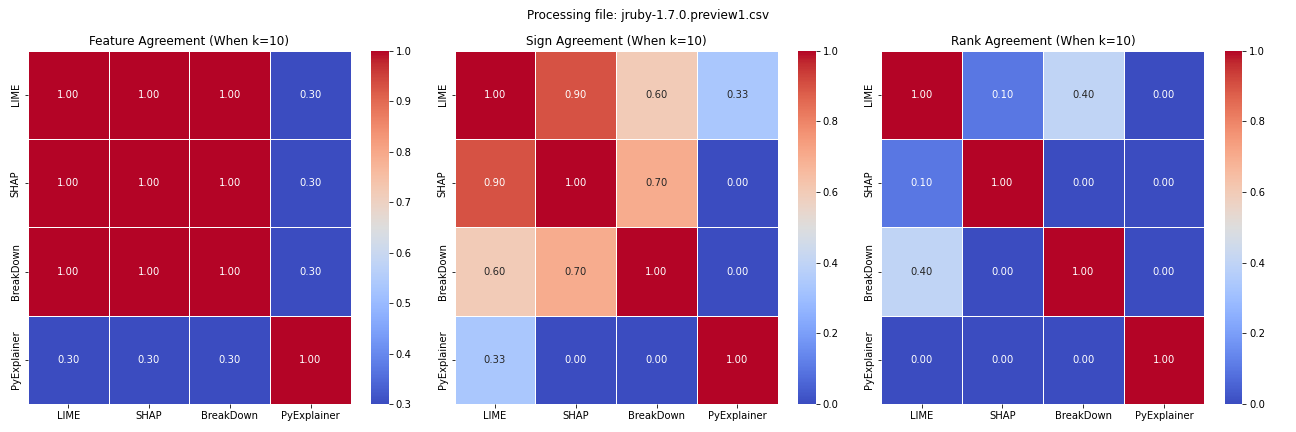 Processing file: jruby-1.7.0.preview1.csv
Feature Agreement (When k=10)
LIME
SHAP
BreakDown
PyExplainer
1.00 1.00 1.00 0.30
1.00 1.00 1.00 0.30
1.00 1.00 1.00 0.30
0.30 0.30 0.30 1.00
LIME SHAP BreakDown PyExplainer
1.0
0.9
0.8
0.7
0.6
0.5
0.4
0.3
Sign Agreement (When k=10)
LIME
SHAP
BreakDown
PyExplainer
1.00 0.90 0.60 0.33
0.90 1.00 0.70 0.00
0.60 0.70 1.00 0.00
0.33 0.00 0.00 1.00
LIME SHAP BreakDown PyExplainer
1.0
0.8
0.6
0.4
0.2
0.0
Rank Agreement (When k=10)
LIME
SHAP
BreakDown
PyExplainer
1.00 0.10 0.40 0.00
0.10 1.00 0.00 0.00
0.40 0.00 1.00 0.00
0.00 0.00 0.00 1.00
LIME SHAP BreakDown PyExplainer
1.0
0.8
0.6
0.4
0.2
0.0